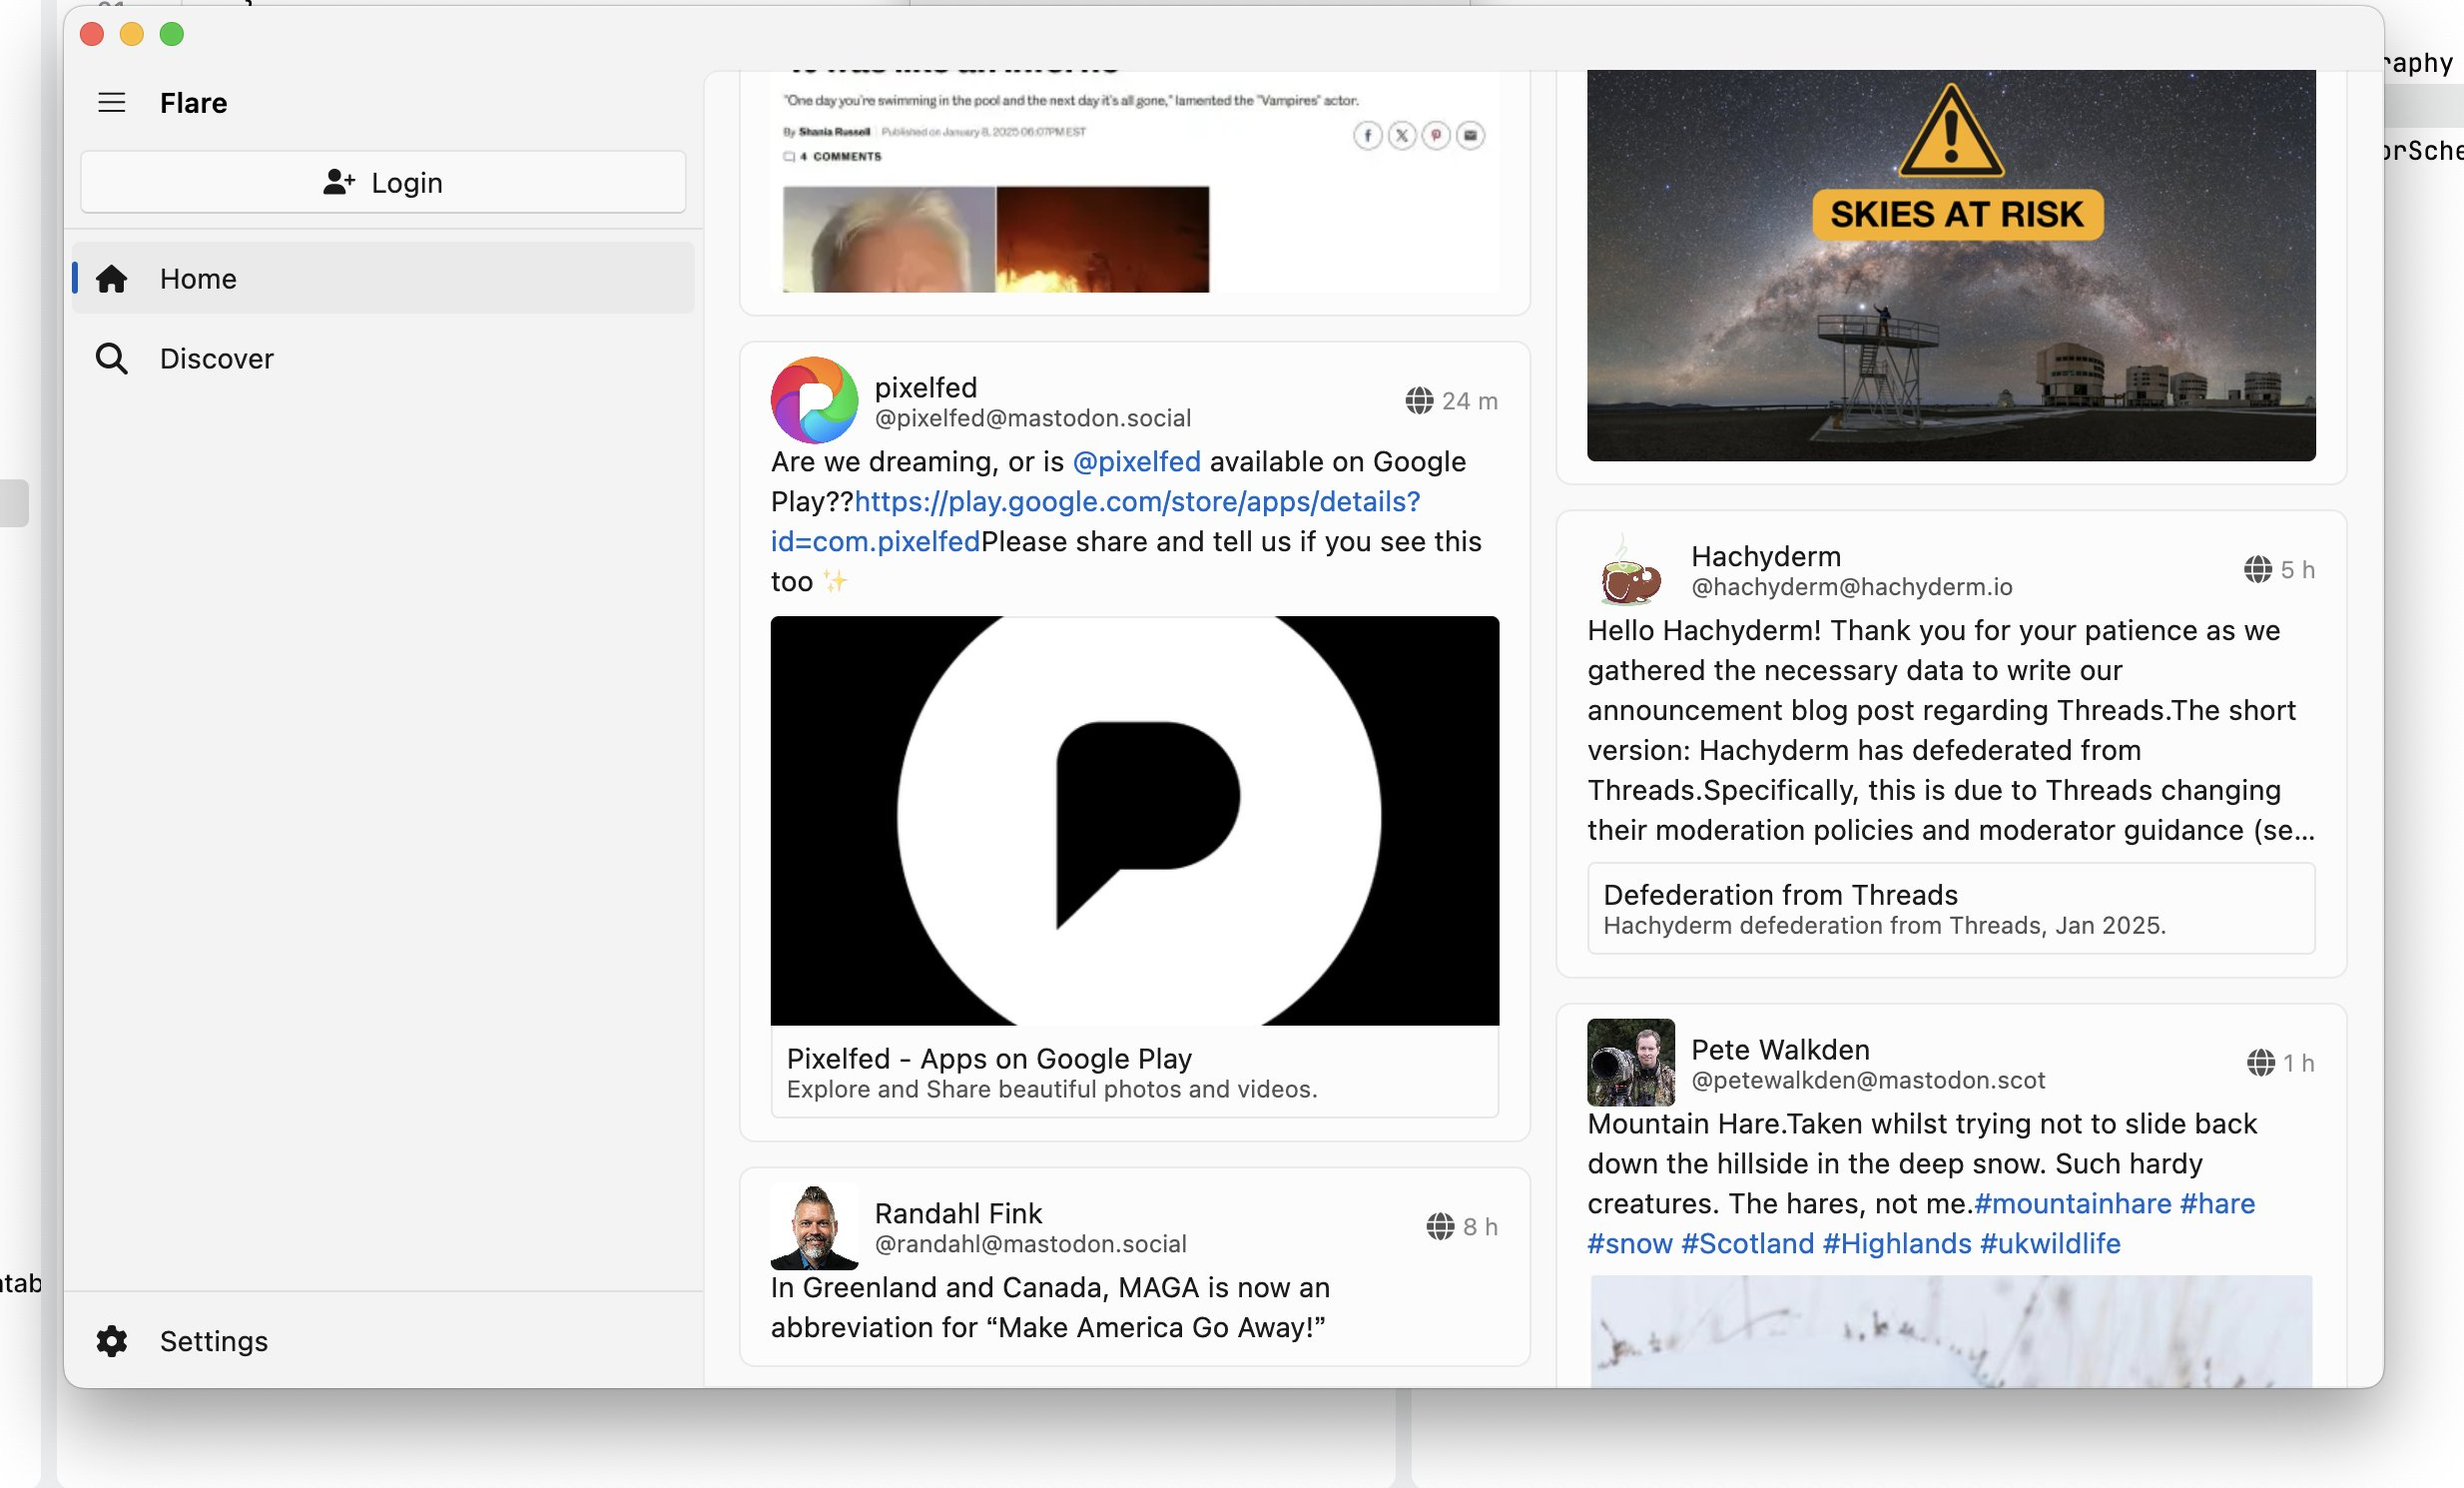 Flare
Login
Home
Discover
Settings
"One day you're swimming in the pool and the next day it's all gone," lamented the "Vampires" actor.
By Shania Russell | Published on January 8, 2025 06:07PM EST
4 COMMENTS
pixelfed
@pixelfed@mastodon.social
24 m
Are we dreaming, or is @pixelfed available on Google
Play??https://play.google.com/store/apps/details?
id=com.pixelfedPlease share and tell us if you see this
too ✨
Pixelfed - Apps on Google Play
Explore and Share beautiful photos and videos.
Randahl Fink
@randahl@mastodon.social
8 h
In Greenland and Canada, MAGA is now an
abbreviation for “Make America Go Away!”
SKIES AT RISK
Hachyderm
@hachyderm@hachyderm.io
5 h
Hello Hachyderm! Thank you for your patience as we
gathered the necessary data to write our
announcement blog post regarding Threads.The short
version: Hachyderm has defederated from
Threads.Specifically, this is due to Threads changing
their moderation policies and moderator guidance (se...
Defederation from Threads
Hachyderm defederation from Threads, Jan 2025.
Pete Walkden
@petewalkden@mastodon.scot
1 h
Mountain Hare.Taken whilst trying not to slide back
down the hillside in the deep snow. Such hardy
creatures. The hares, not me.#mountainhare #hare
#snow #Scotland #Highlands #ukwildlife
raphy
orSche
ntab